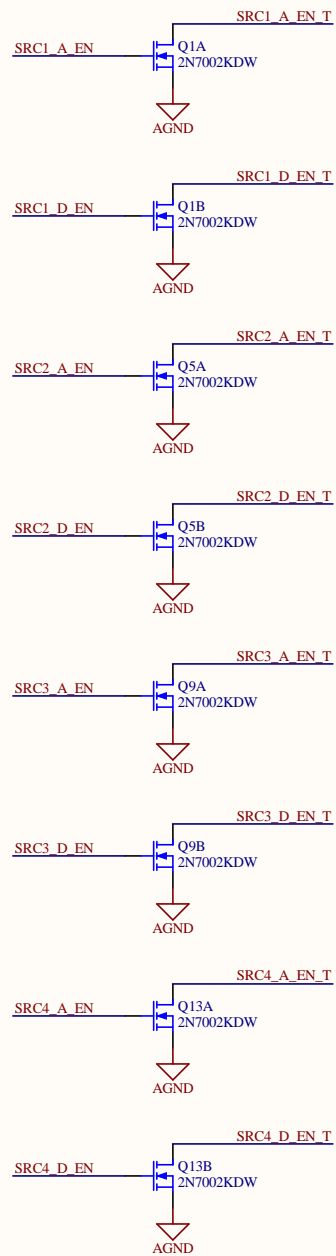 SRC1_A_EN_T
SRC1_A_EN
Q1A
2N7002KDW
AGND
SRC1_D_EN_T
SRC1_D_EN
Q1B
2N7002KDW
AGND
SRC2_A_EN_T
SRC2_A_EN
Q5A
2N7002KDW
AGND
SRC2_D_EN_T
SRC2_D_EN
Q5B
2N7002KDW
AGND
SRC3_A_EN_T
SRC3_A_EN
Q9A
2N7002KDW
AGND
SRC3_D_EN_T
SRC3_D_EN
Q9B
2N7002KDW
AGND
SRC4_A_EN_T
SRC4_A_EN
Q13A
2N7002KDW
AGND
SRC4_D_EN_T
SRC4_D_EN
Q13B
2N7002KDW
AGND